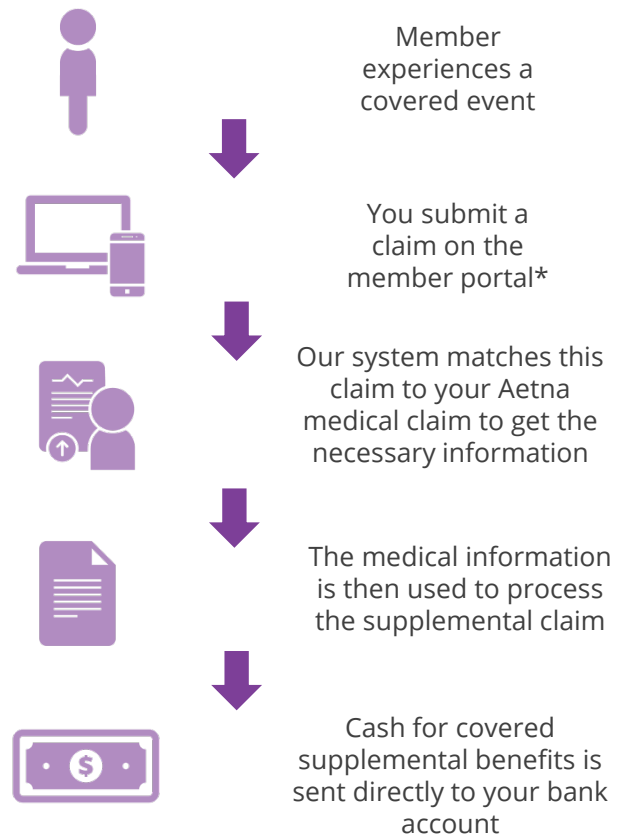 Member
experiences a
covered event
You submit a
claim on the
member portal*
Our system matches this
claim to your Aetna
medical claim to get the
necessary information
The medical information
is then used to process
the supplemental claim
$
Cash for covered
supplemental benefits is
sent directly to your bank
account